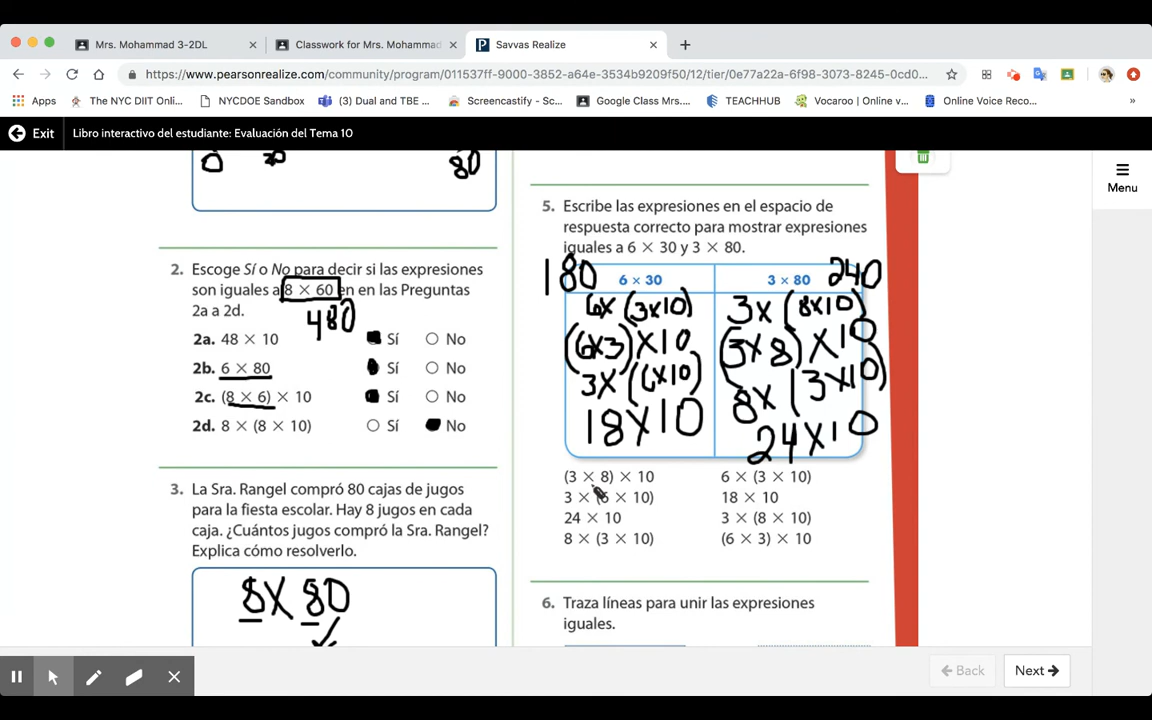 Mrs. Mohammad 3-2DL
Classwork for Mrs. Mohammad
Savvas Realize
https://www.pearsonrealize.com/community/program/011537ff-9000-3852-a64e-3534b9209f50/12/tier/0e77a22a-6f98-3073-8245-0cd0...
Apps
The NYC DIIT Onli...
NYCDOE Sandbox
(3) Dual and TBE ...
Screencastify - Sc...
Google Class Mrs....
TEACHHUB
Vocaroo | Online v...
Online Voice Reco...
»
Exit
Libro interactivo del estudiante: Evaluación del Tema 10
Menu
80
2. Escoge Sí o No para decir si las expresiones
son iguales a 8 × 60 en en las Preguntas
2a a 2d.
480
2a. 48 × 10 Sí No
2b. 6 × 80 Sí No
2c. (8 × 6) × 10 Sí No
2d. 8 × (8 × 10) Sí No
3. La Sra. Rangel compró 80 cajas de jugos
para la fiesta escolar. Hay 8 jugos en cada
caja. ¿Cuántos jugos compró la Sra. Rangel?
Explica cómo resolverlo.
8 × 80
5. Escribe las expresiones en el espacio de
respuesta correcto para mostrar expresiones
iguales a 6 × 30 y 3 × 80.
180 6 × 30
6×(3×10)
(6×3)×10
3×(6×10)
18×10
3 × 80 240
3×(8×10)
(3×8)×10
8×(3×10)
24×10
(3 × 8) × 10
3 × (6 × 10)
24 × 10
8 × (3 × 10)
6 × (3 × 10)
18 × 10
3 × (8 × 10)
(6 × 3) × 10
6. Traza líneas para unir las expresiones
iguales.
Back
Next